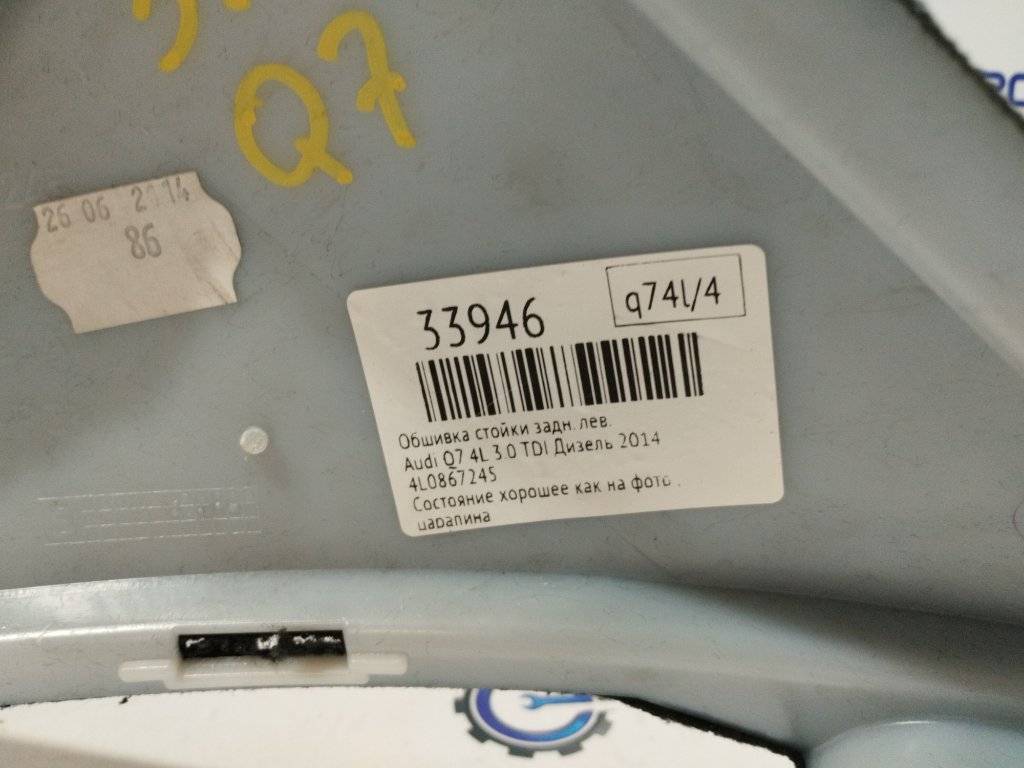 Q7
26 06 2014
86
33946
q74l/4
Обшивка стойки задн. лев.
Audi Q7 4L 3.0 TDI Дизель 2014
4L0867245
Состояние хорошее как на фото .
царапина